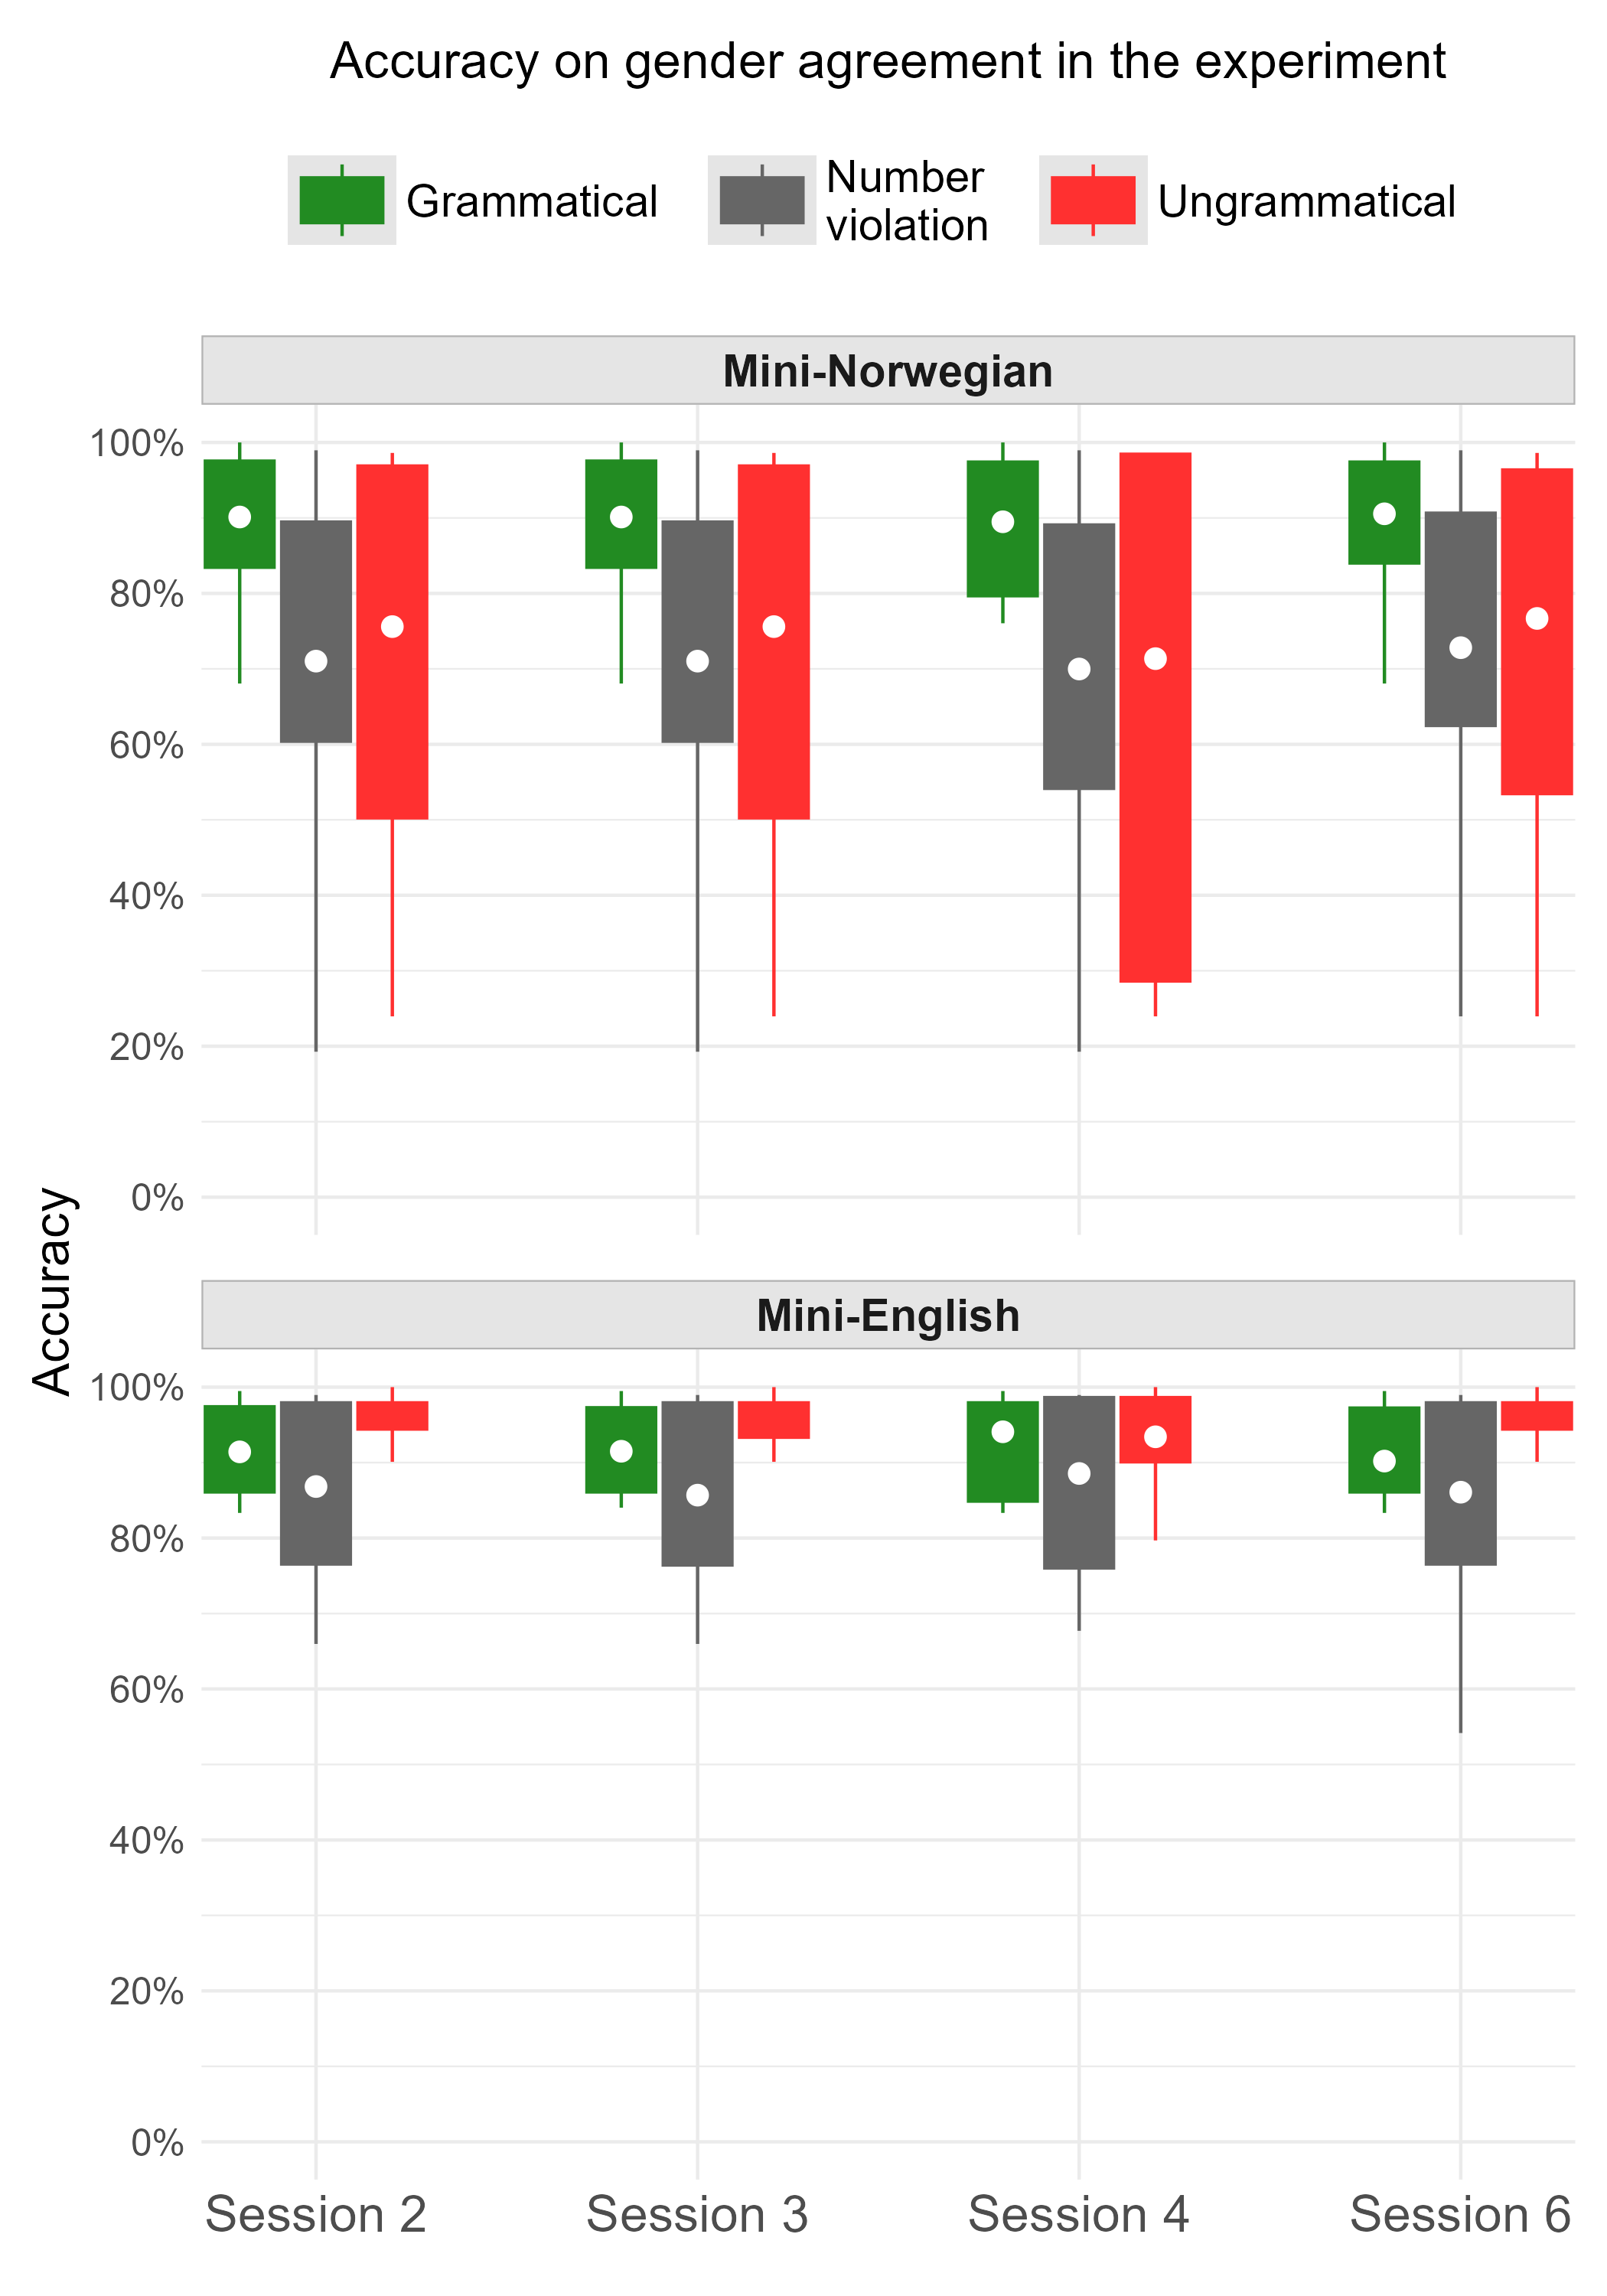 Accuracy on gender agreement in the experiment
Grammatical
Number
violation
Ungrammatical
Mini-Norwegian
100%
80%
60%
40%
20%
0%
Accuracy
Mini-English
100%
80%
60%
40%
20%
0%
Session 2
Session 3
Session 4
Session 6